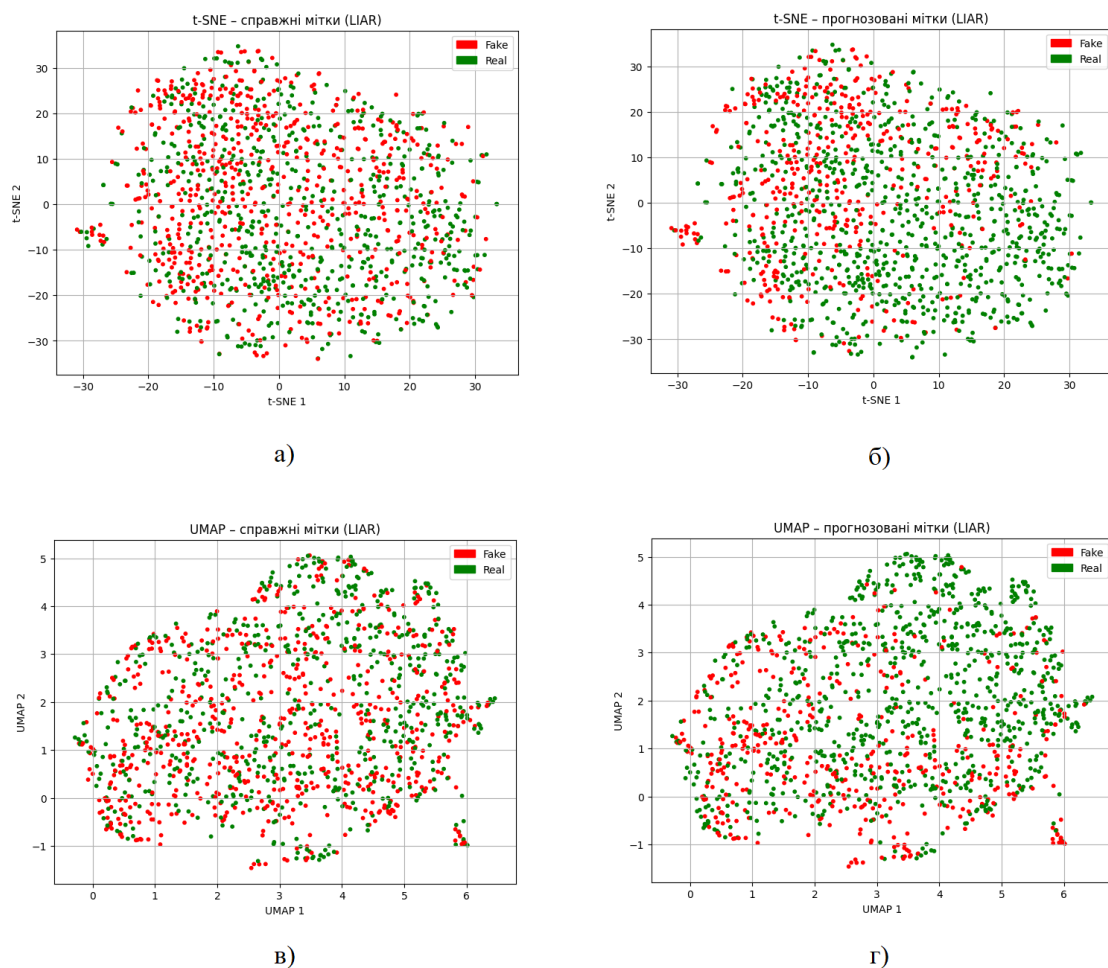 t-SNE – справжні мітки (LIAR)
Fake
Real
30
20
10
0
−10
−20
−30
t-SNE 2
−30 −20 −10 0 10 20 30
t-SNE 1
а)
t-SNE – прогнозовані мітки (LIAR)
Fake
Real
30
20
10
0
−10
−20
−30
t-SNE 2
−30 −20 −10 0 10 20 30
t-SNE 1
б)
UMAP – справжні мітки (LIAR)
Fake
Real
5
4
3
2
1
0
−1
UMAP 2
0 1 2 3 4 5 6
UMAP 1
в)
UMAP – прогнозовані мітки (LIAR)
Fake
Real
5
4
3
2
1
0
−1
UMAP 2
0 1 2 3 4 5 6
UMAP 1
г)